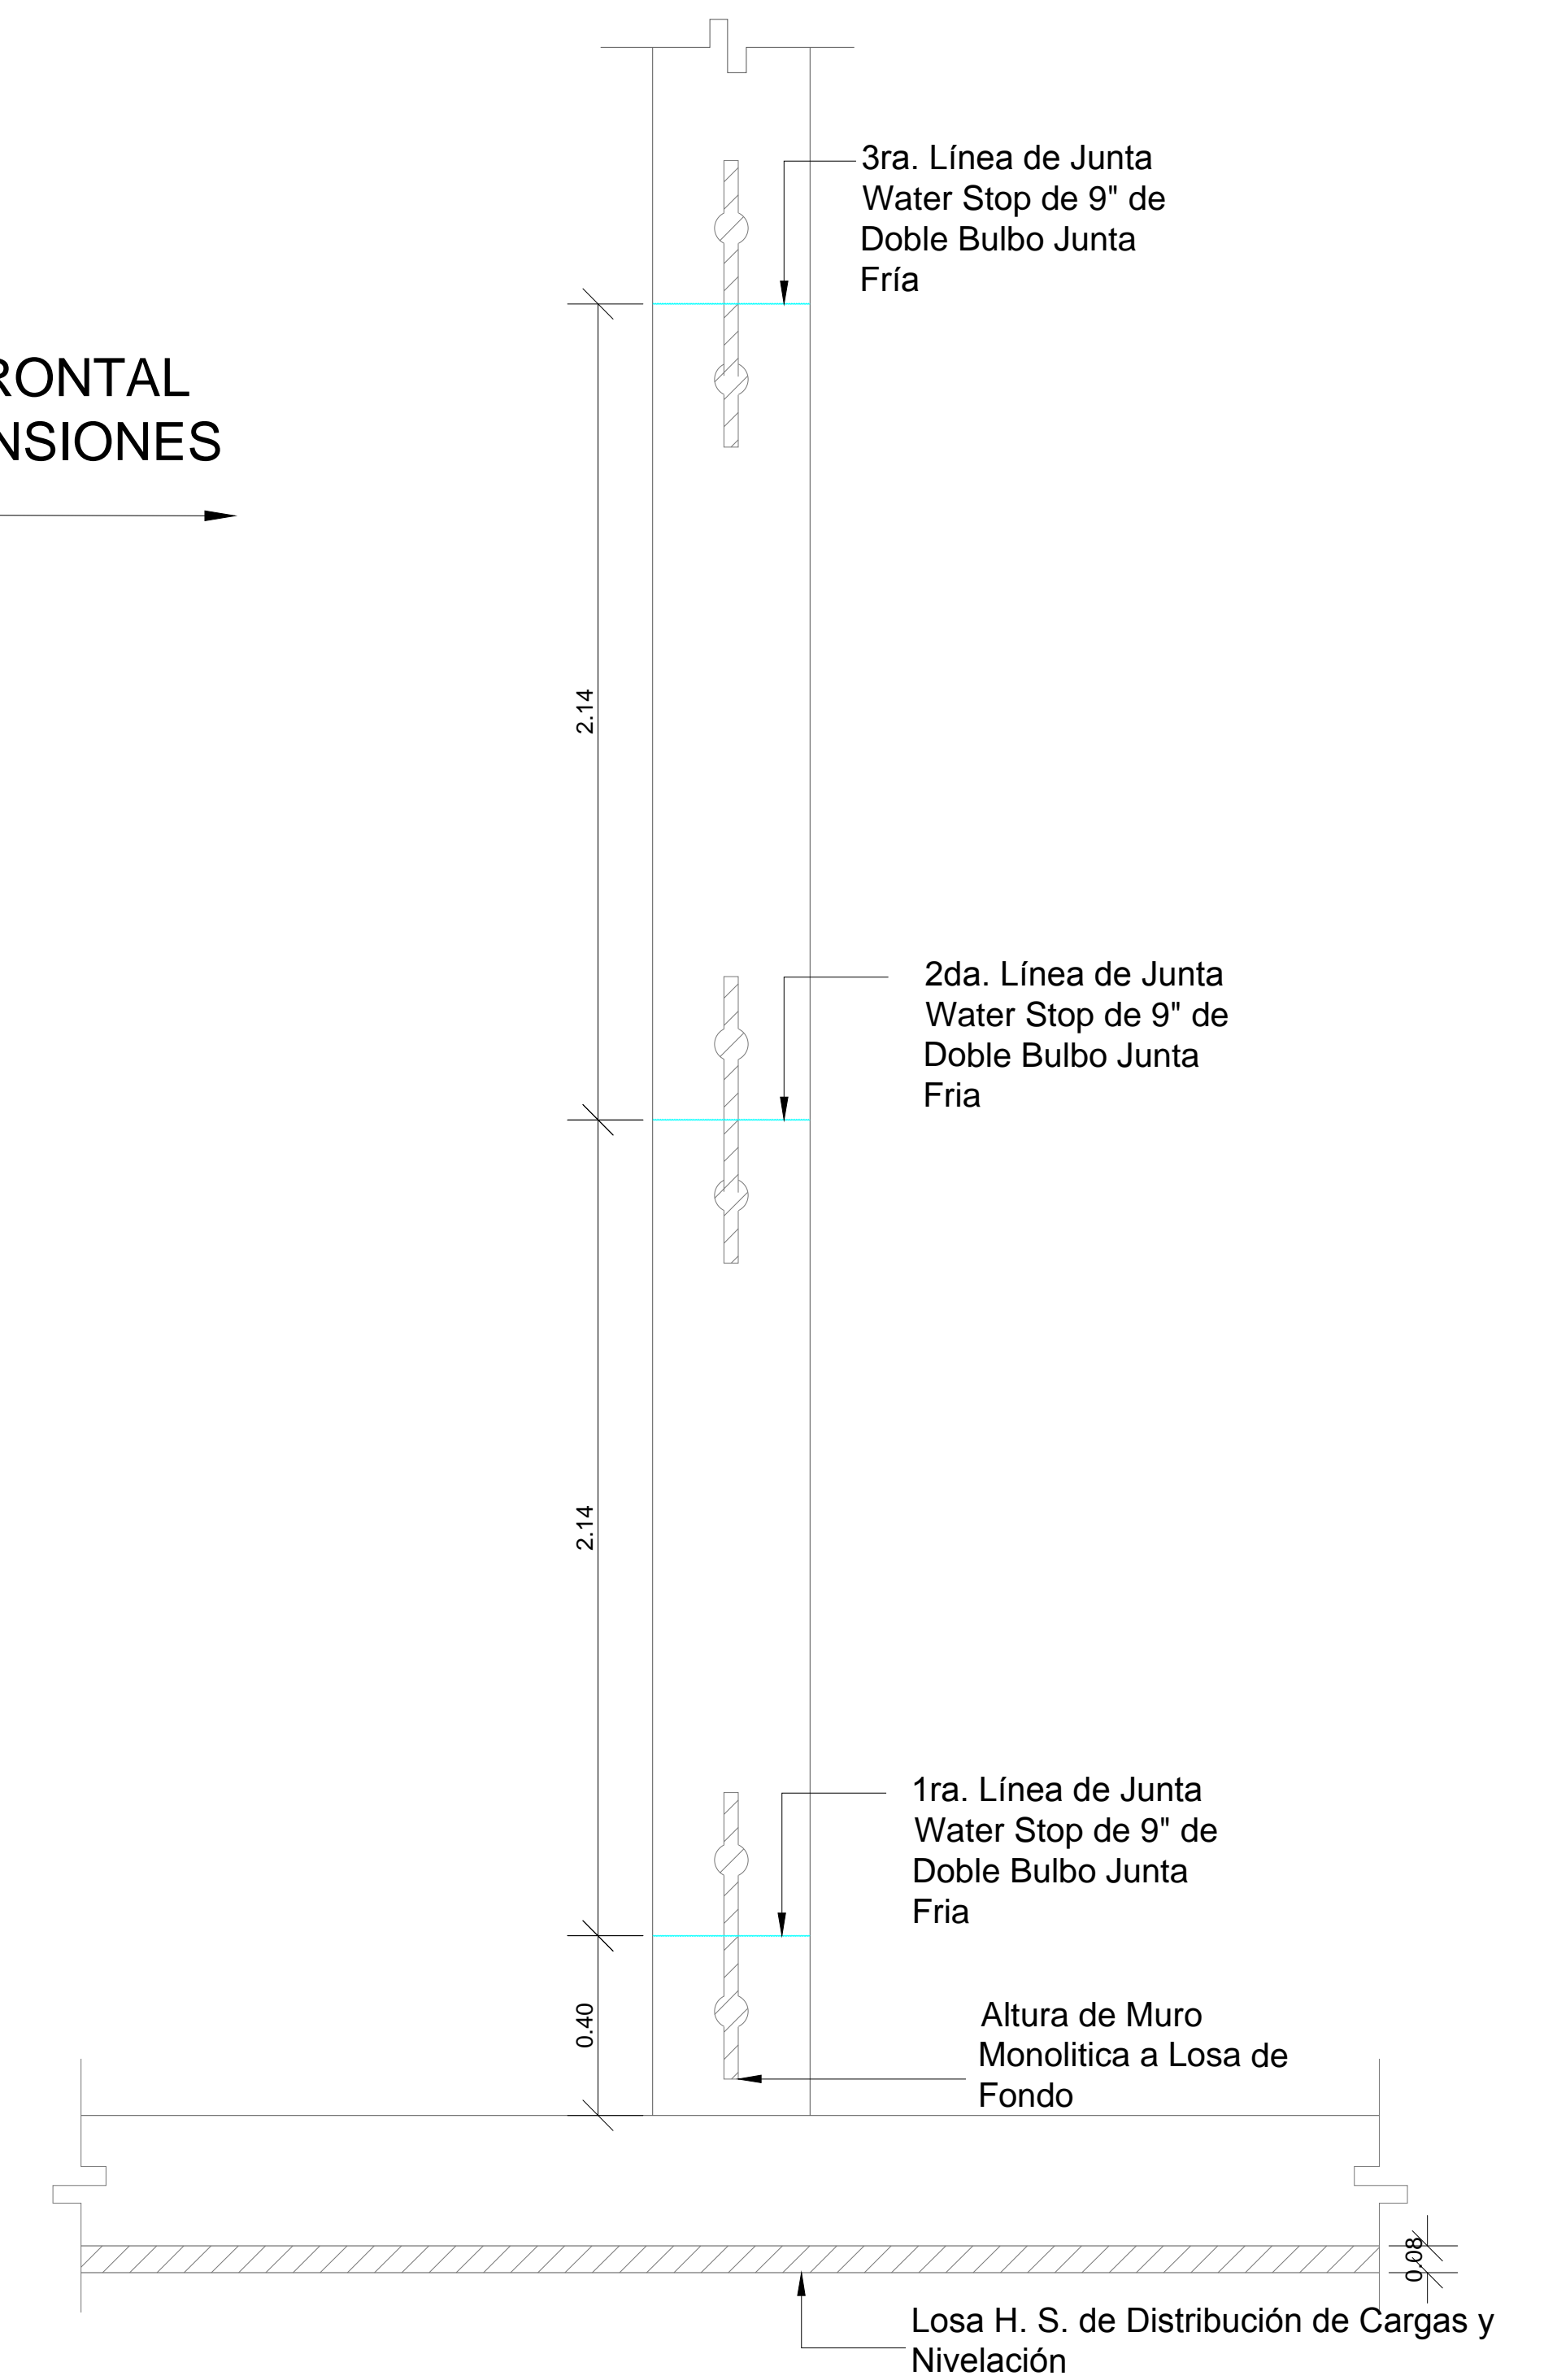 3ra. Línea de Junta
Water Stop de 9" de
Doble Bulbo Junta
Fría
RONTAL
NSIONES
2.14
2da. Línea de Junta
Water Stop de 9" de
Doble Bulbo Junta
Fria
2.14
1ra. Línea de Junta
Water Stop de 9" de
Doble Bulbo Junta
Fria
0.40
Altura de Muro
Monolitica a Losa de
Fondo
0.08
Losa H. S. de Distribución de Cargas y
Nivelación